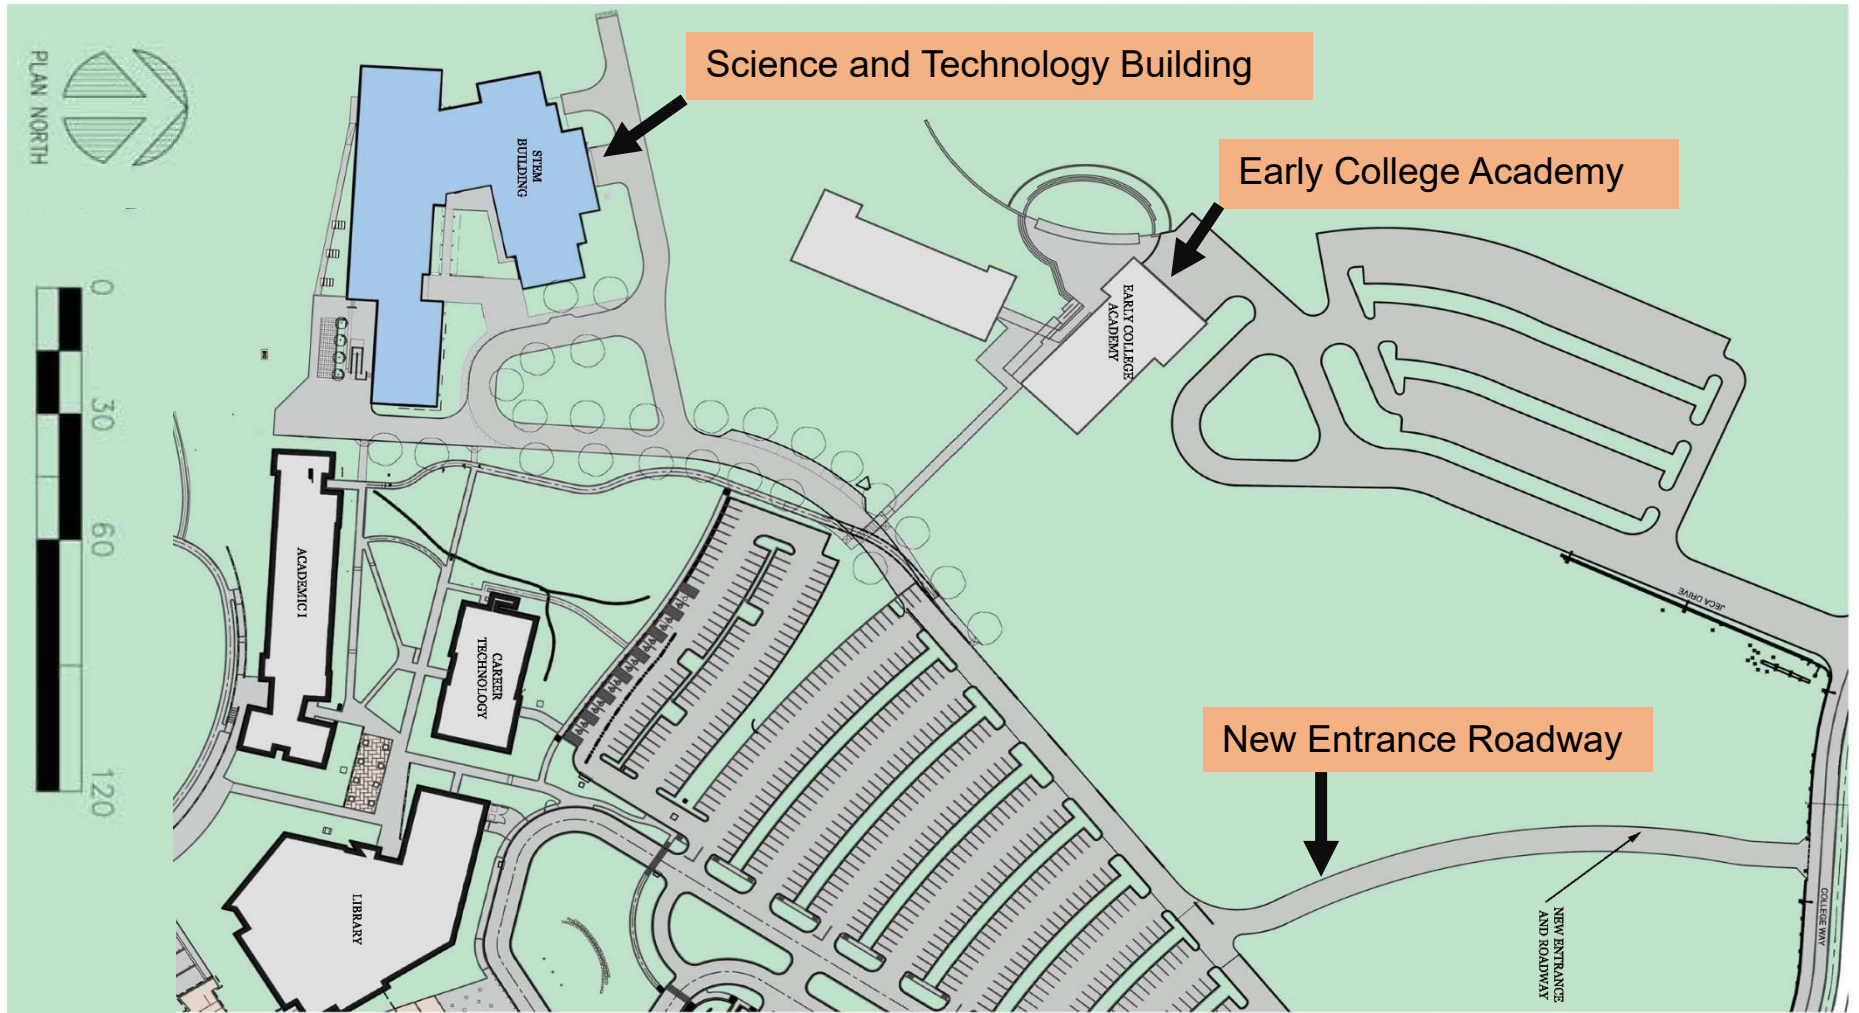 Science and Technology Building
Early College Academy
New Entrance Roadway
PLAN NORTH
0
30
60
120
STEM
BUILDING
EARLY COLLEGE
ACADEMY
JECA DRIVE
ACADEMIC I
CAREER
TECHNOLOGY
LIBRARY
NEW ENTRANCE
AND ROADWAY
COLLEGE WAY